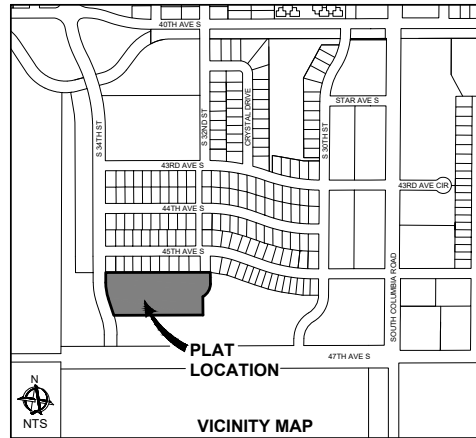 40TH AVE S
S 34TH ST
S 32ND ST
CRYSTAL DRIVE
S 30TH ST
STAR AVE S
43RD AVE S
43RD AVE CIR
44TH AVE S
45TH AVE S
SOUTH COLUMBIA ROAD
PLAT
LOCATION
47TH AVE S
N
NTS
VICINITY MAP